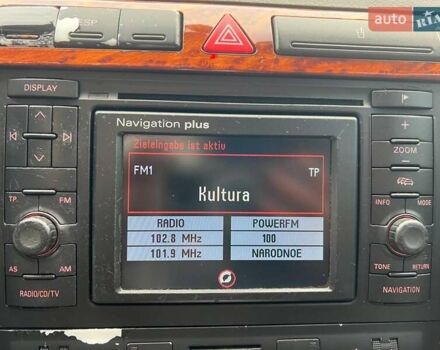 ESP
auto
RIA
DISPLAY
Navigation plus
Zieleingabe ist aktiv
FM1
TP
Kultura
RADIO
POWERFM
102.8 MHz
100
101.9 MHz
NARODNOE
TP
FM
AS
AM
RADIO/CD/TV
+
ZOOM
-
INFO
MODE
TONE
RETURN
NAVIGATION